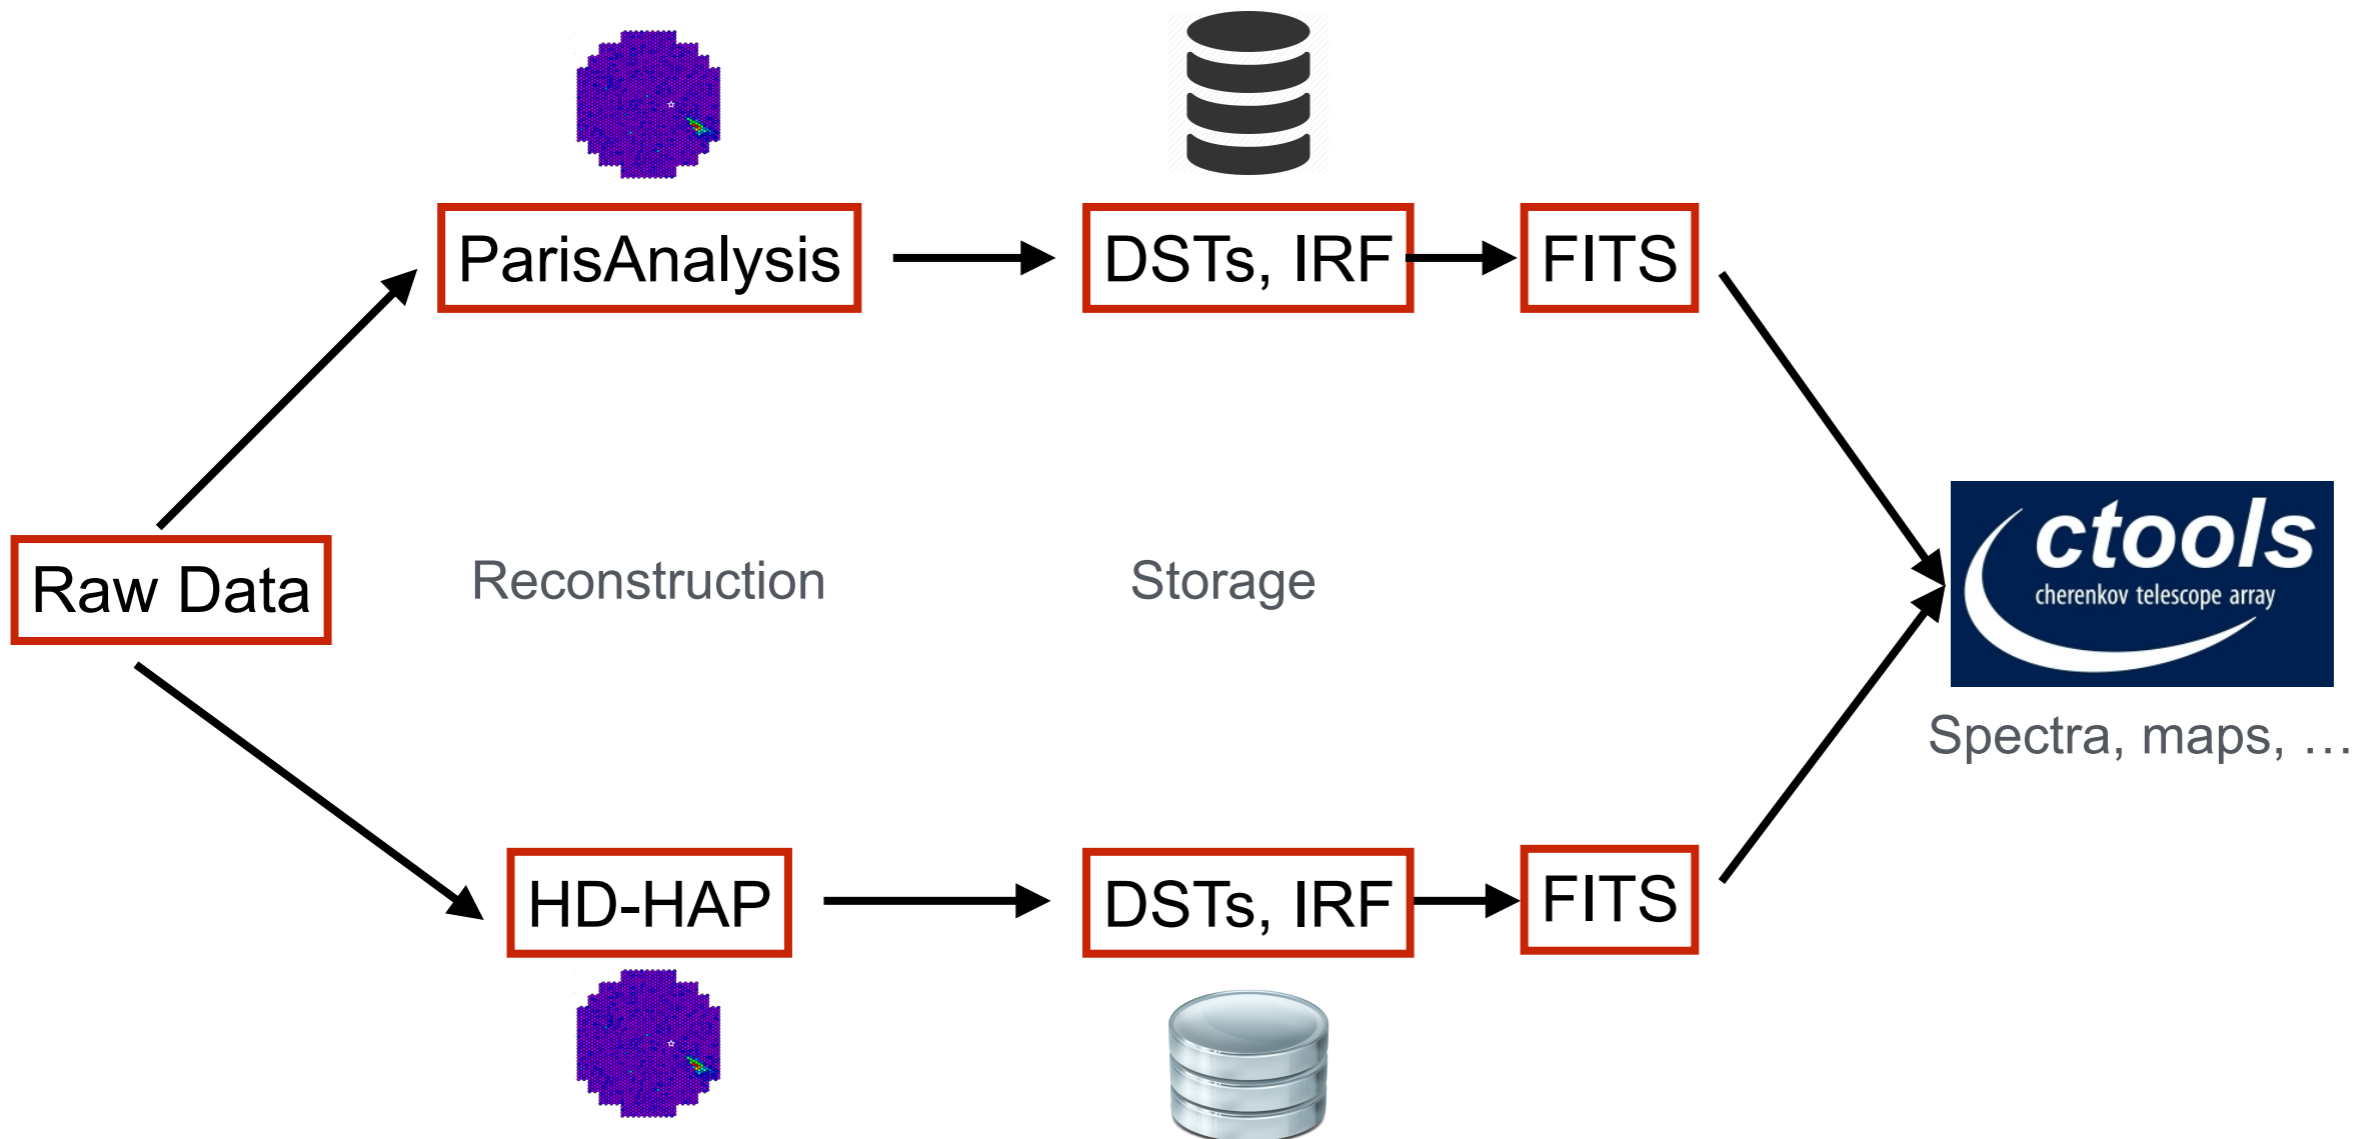 ParisAnalysis
DSTs, IRF
FITS
Raw Data
Reconstruction
Storage
ctools
cherenkov telescope array
Spectra, maps, …
HD-HAP
DSTs, IRF
FITS